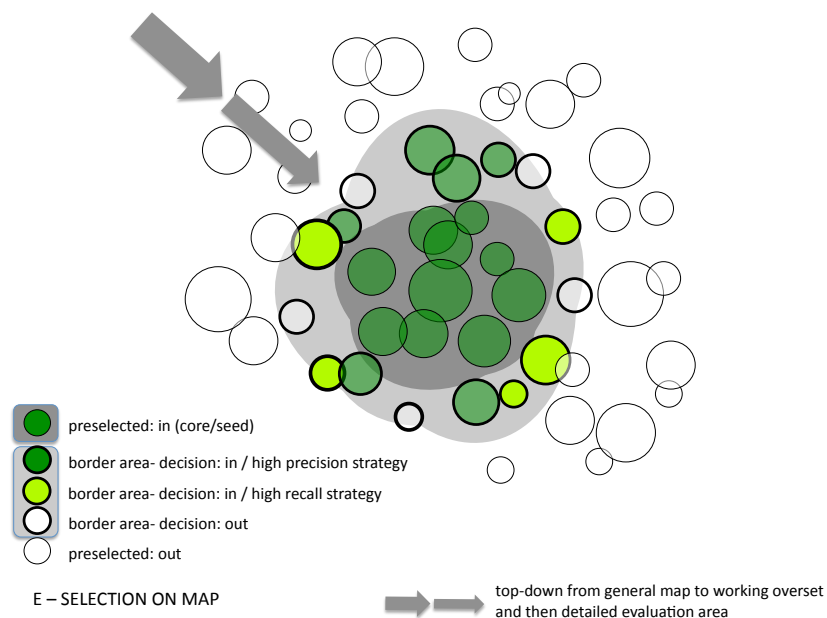 preselected: in (core/seed)
border area- decision: in / high precision strategy
border area- decision: in / high recall strategy
border area- decision: out
preselected: out
E – SELECTION ON MAP
top-down from general map to working overset
and then detailed evaluation area